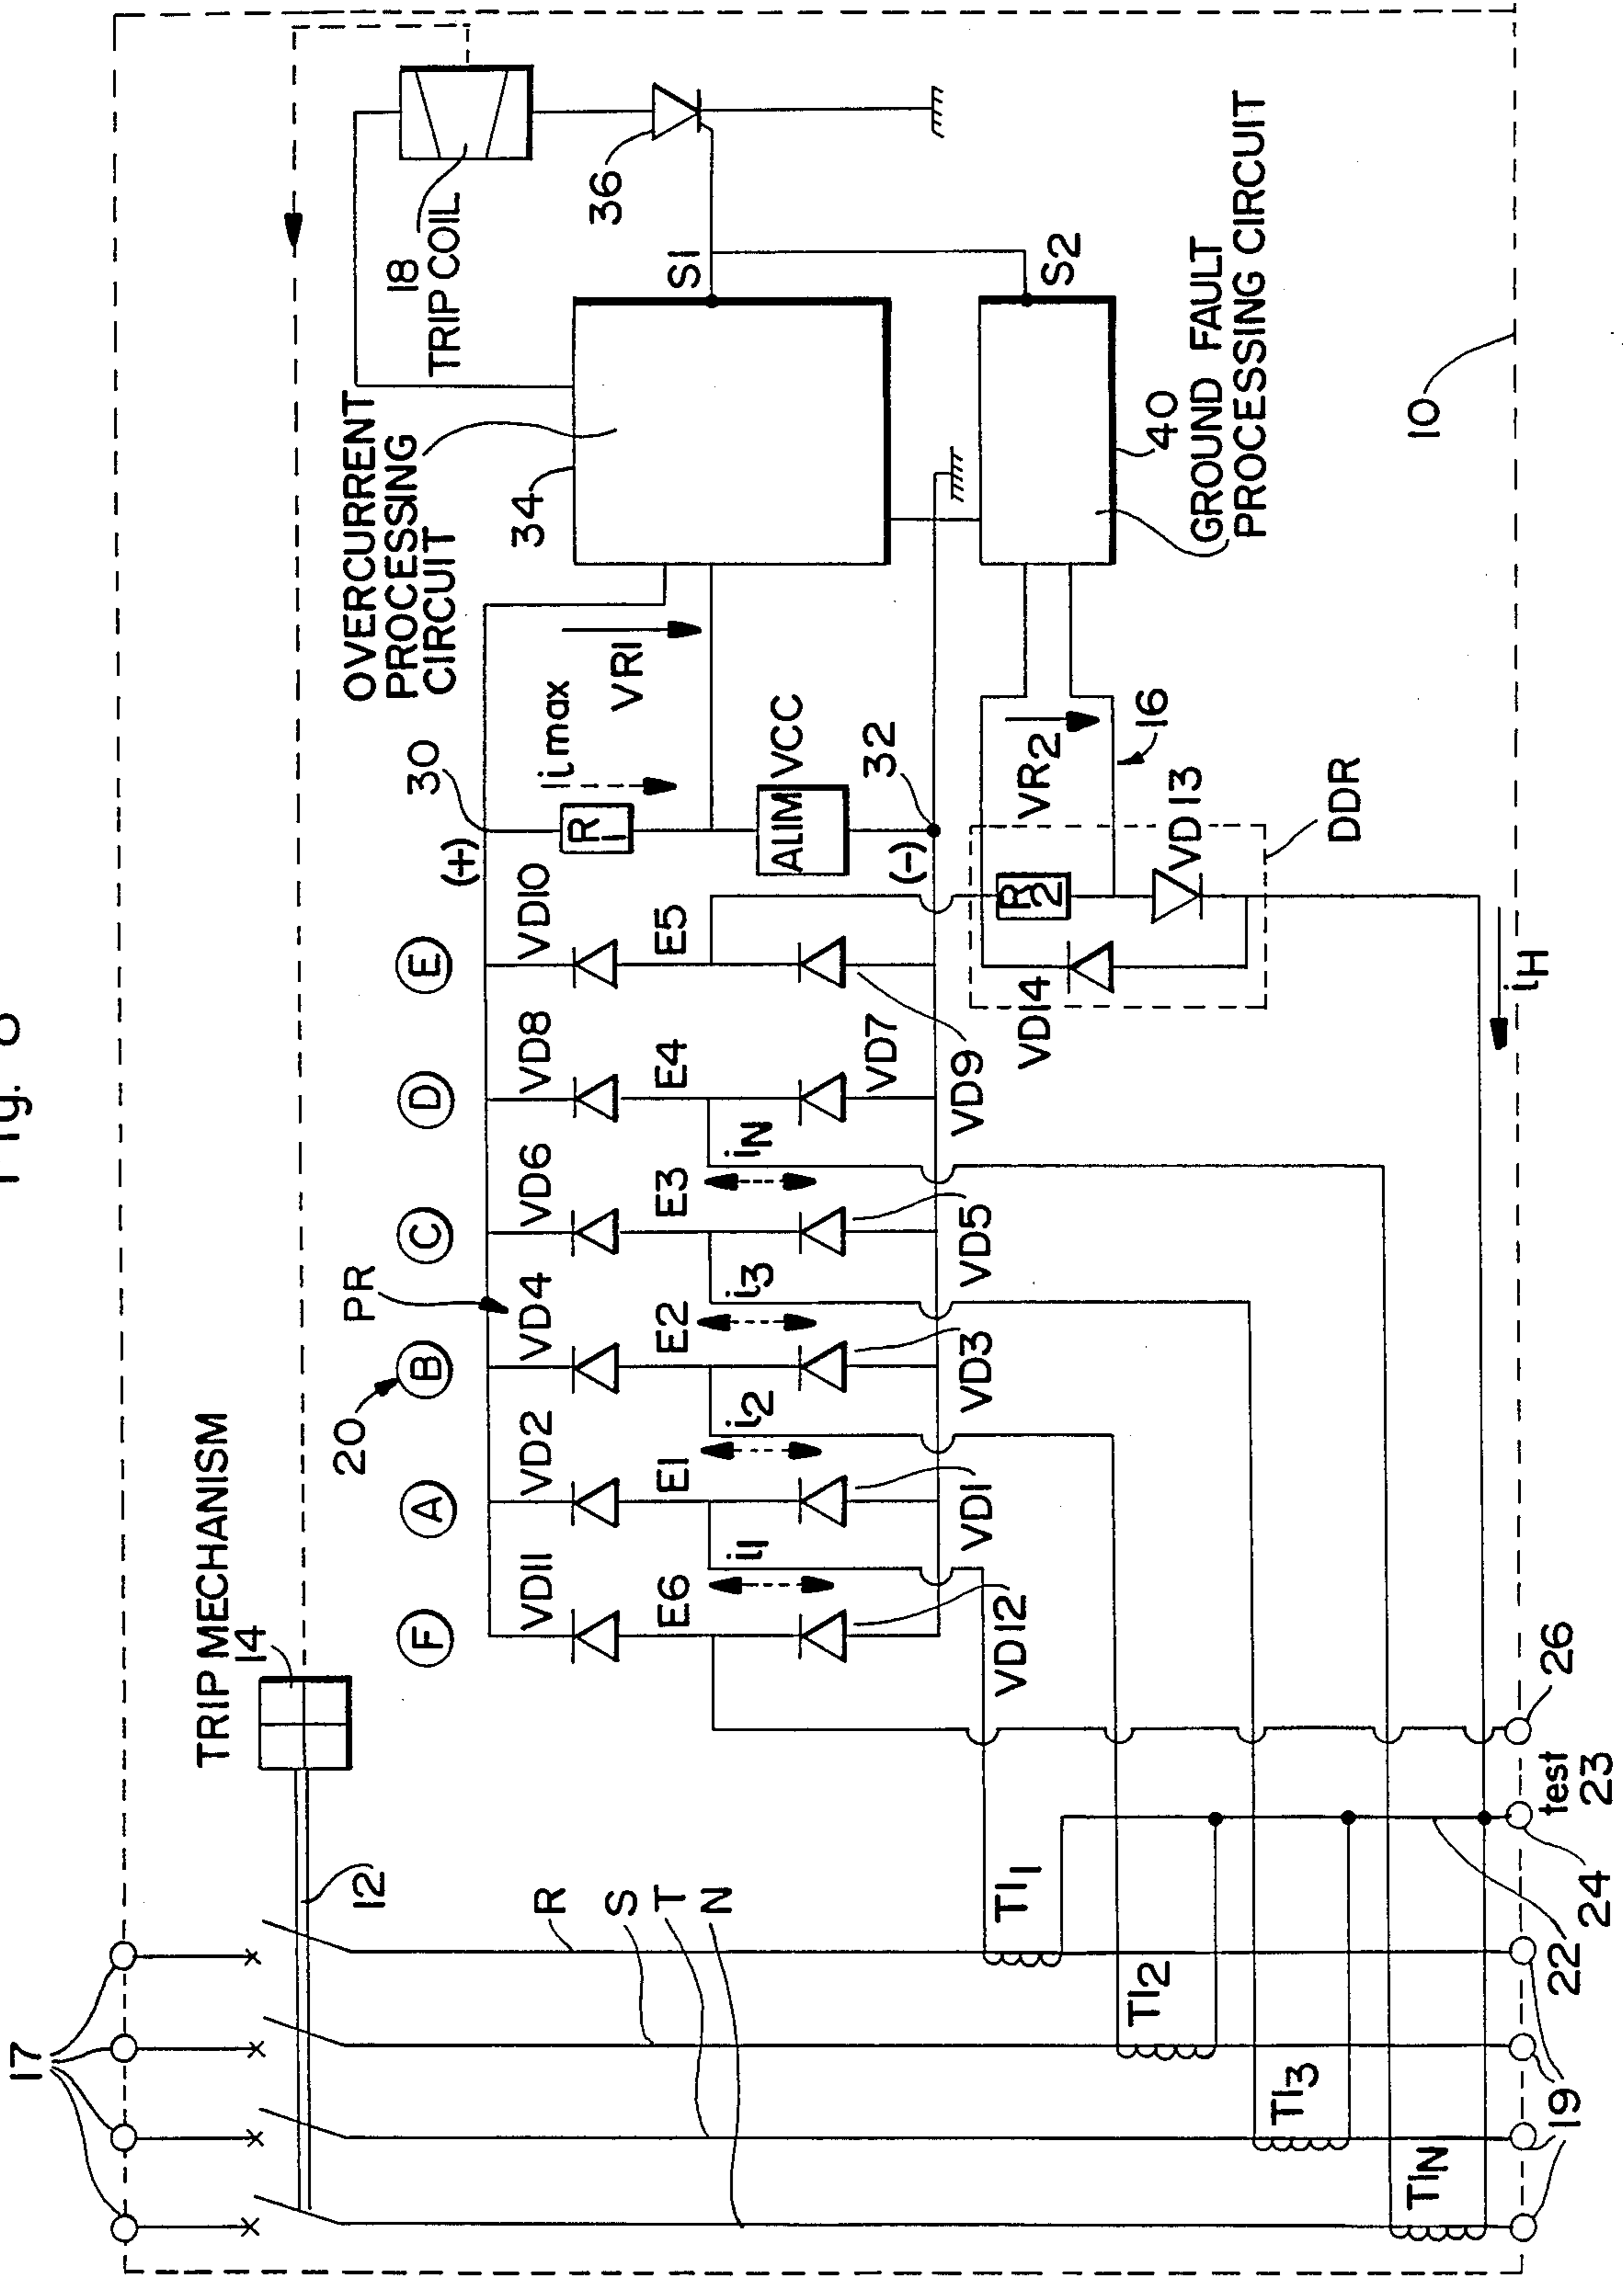 Fig. 8
17
TRIP MECHANISM
14
12
R
S
T
N
20
PR
F
A
B
C
D
E
(+)
30
VD11
VD2
VD4
VD6
VD8
VD10
E6
E1
E2
E3
E4
E5
i1
i2
i3
iN
VD12
VD1
VD3
VD5
VD7
VD9
R1
imax
VR1
ALIM
VCC
(-)
32
OVERCURRENT
PROCESSING
CIRCUIT
34
18
TRIP COIL
36
S1
S2
40
GROUND FAULT
PROCESSING CIRCUIT
VR2
16
R2
VD13
VD14
DDR
iH
10
TI1
TI2
TI3
TIN
26
test
23
24
22
19